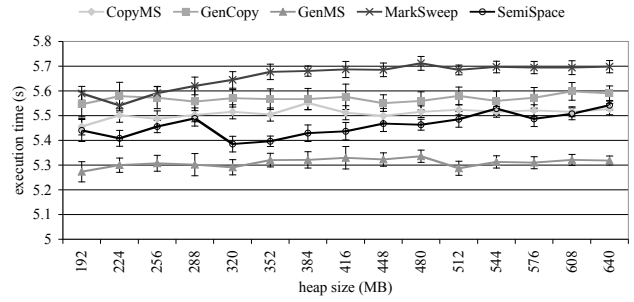 CopyMS GenCopy GenMS MarkSweep SemiSpace
execution time (s)
5.8
5.7
5.6
5.5
5.4
5.3
5.2
5.1
5
192 224 256 288 320 352 384 416 448 480 512 544 576 608 640
heap size (MB)